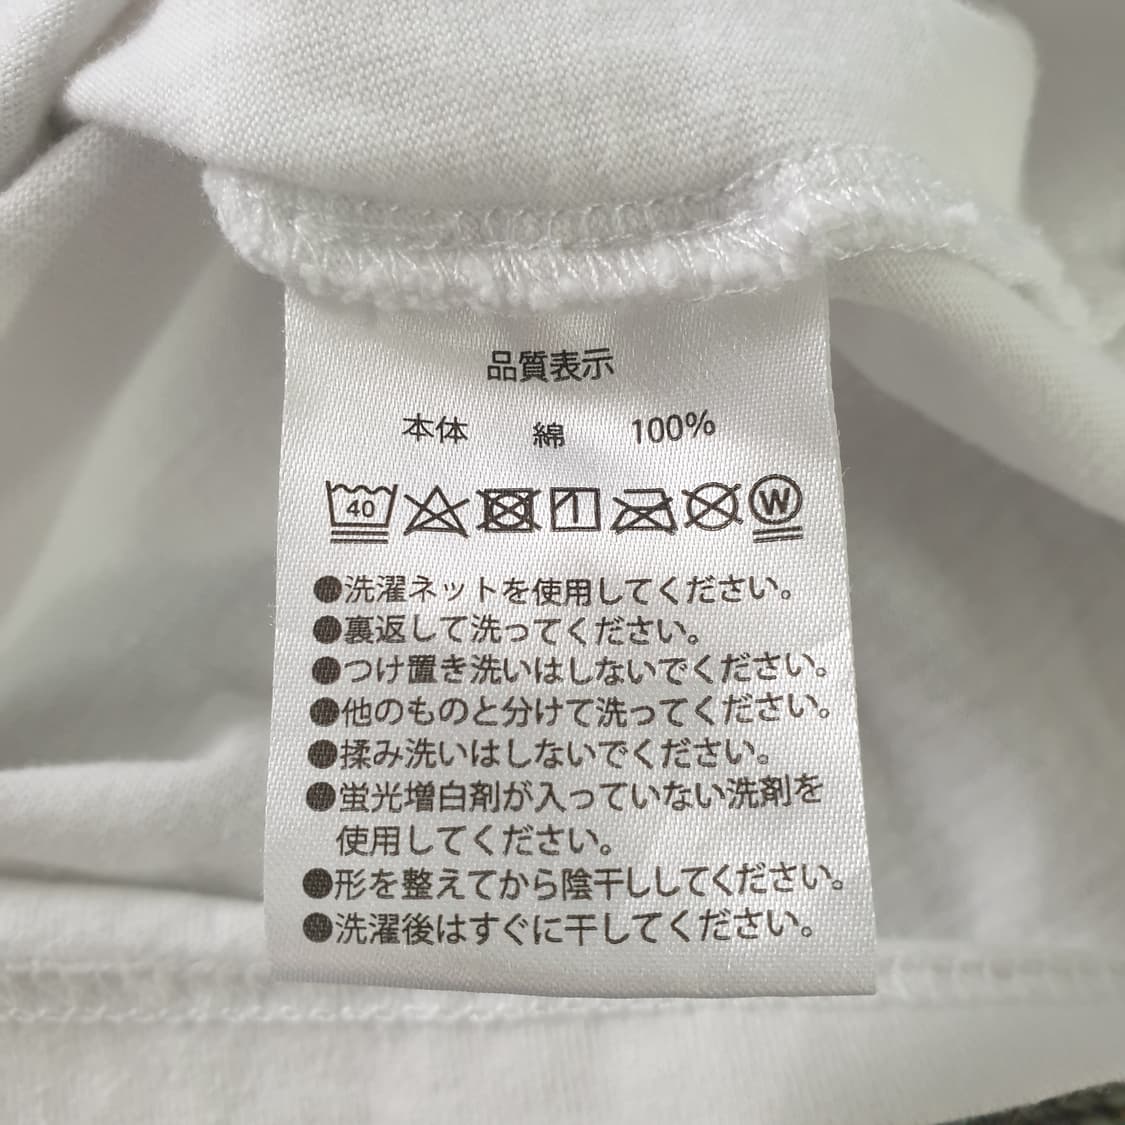 品質表示
本体 綿 100%
40 W
●洗濯ネットを使用してください。
●裏返して洗ってください。
●つけ置き洗いはしないでください。
●他のものと分けて洗ってください。
●揉み洗いはしないでください。
●蛍光増白剤が入っていない洗剤を
使用してください。
●形を整えてから陰干ししてください。
●洗濯後はすぐに干してください。